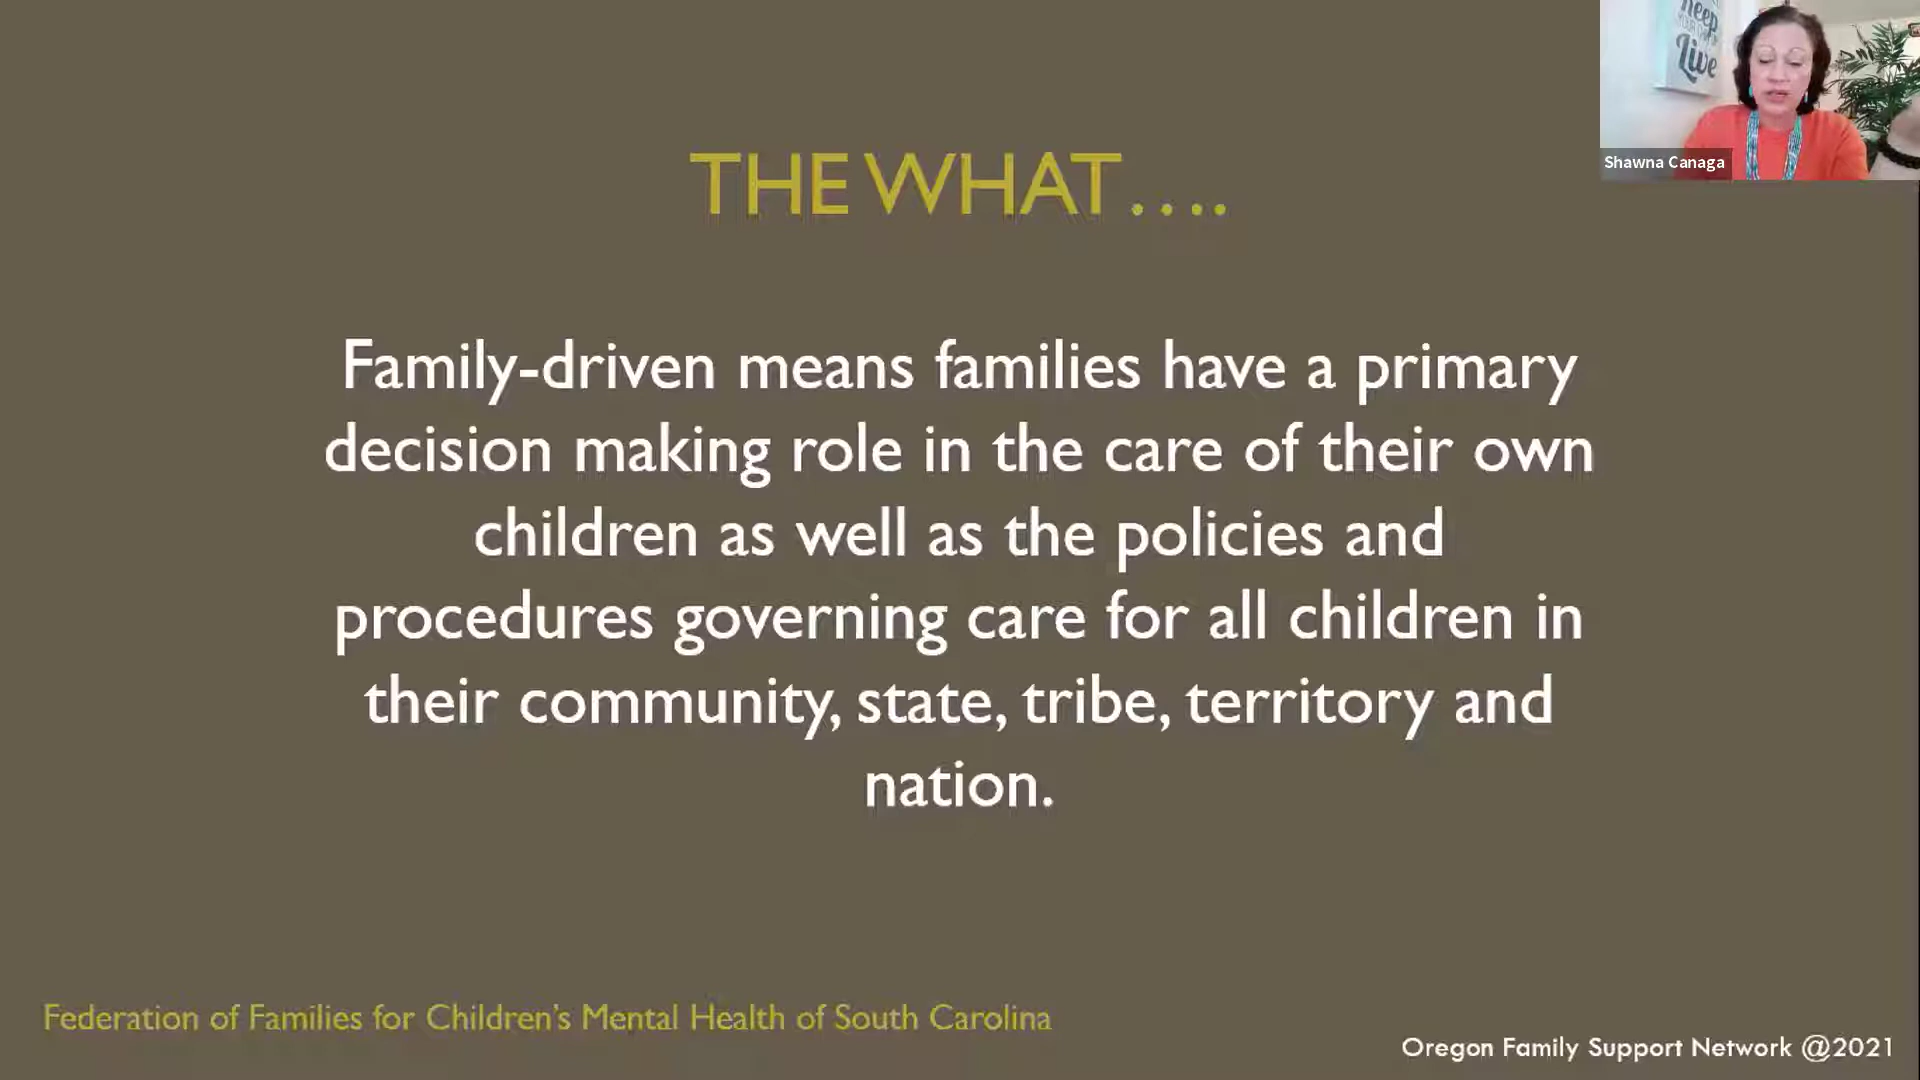 keep
Live
Shawna Canaga
THE WHAT….
Family-driven means families have a primary
decision making role in the care of their own
children as well as the policies and
procedures governing care for all children in
their community, state, tribe, territory and
nation.
Federation of Families for Children's Mental Health of South Carolina
Oregon Family Support Network @2021